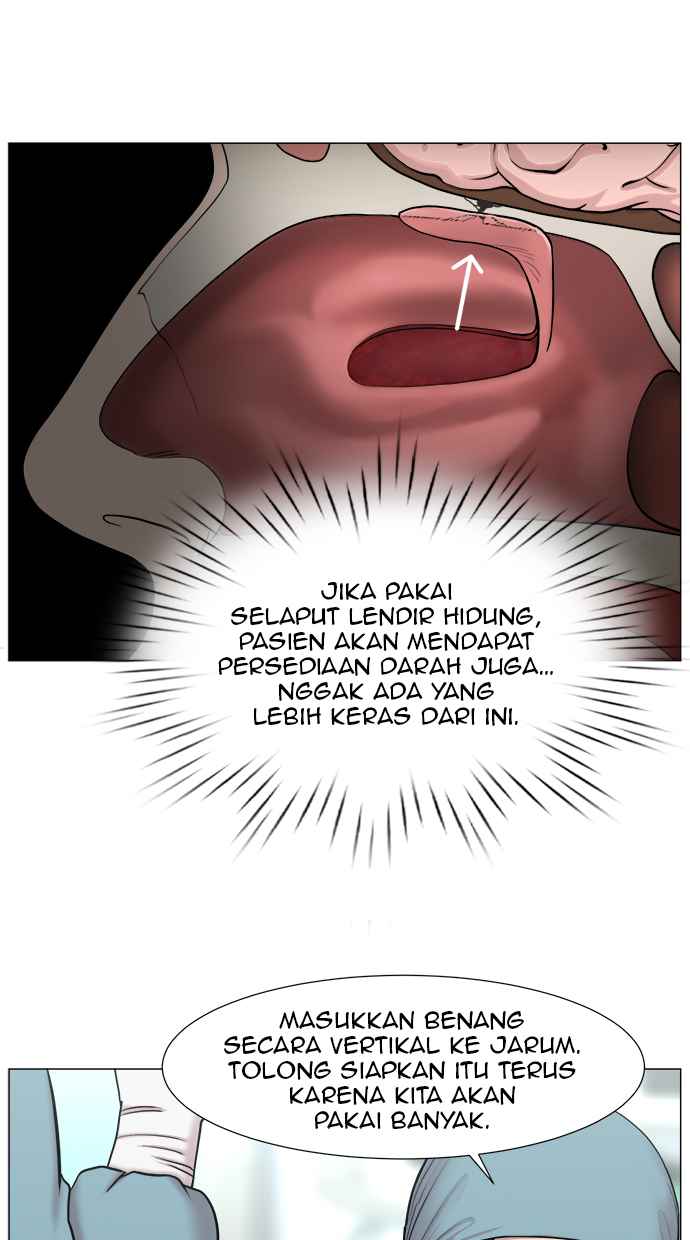 JIKA PAKAI
SELAPUT LENDIR HIDUNG,
PASIEN AKAN MENDAPAT
PERSEDIAAN DARAH JUGA...
NGGAK ADA YANG
LEBIH KERAS DARI INI.
MASUKKAN BENANG
SECARA VERTIKAL KE JARUM.
TOLONG SIAPKAN ITU TERUS
KARENA KITA AKAN
PAKAI BANYAK.